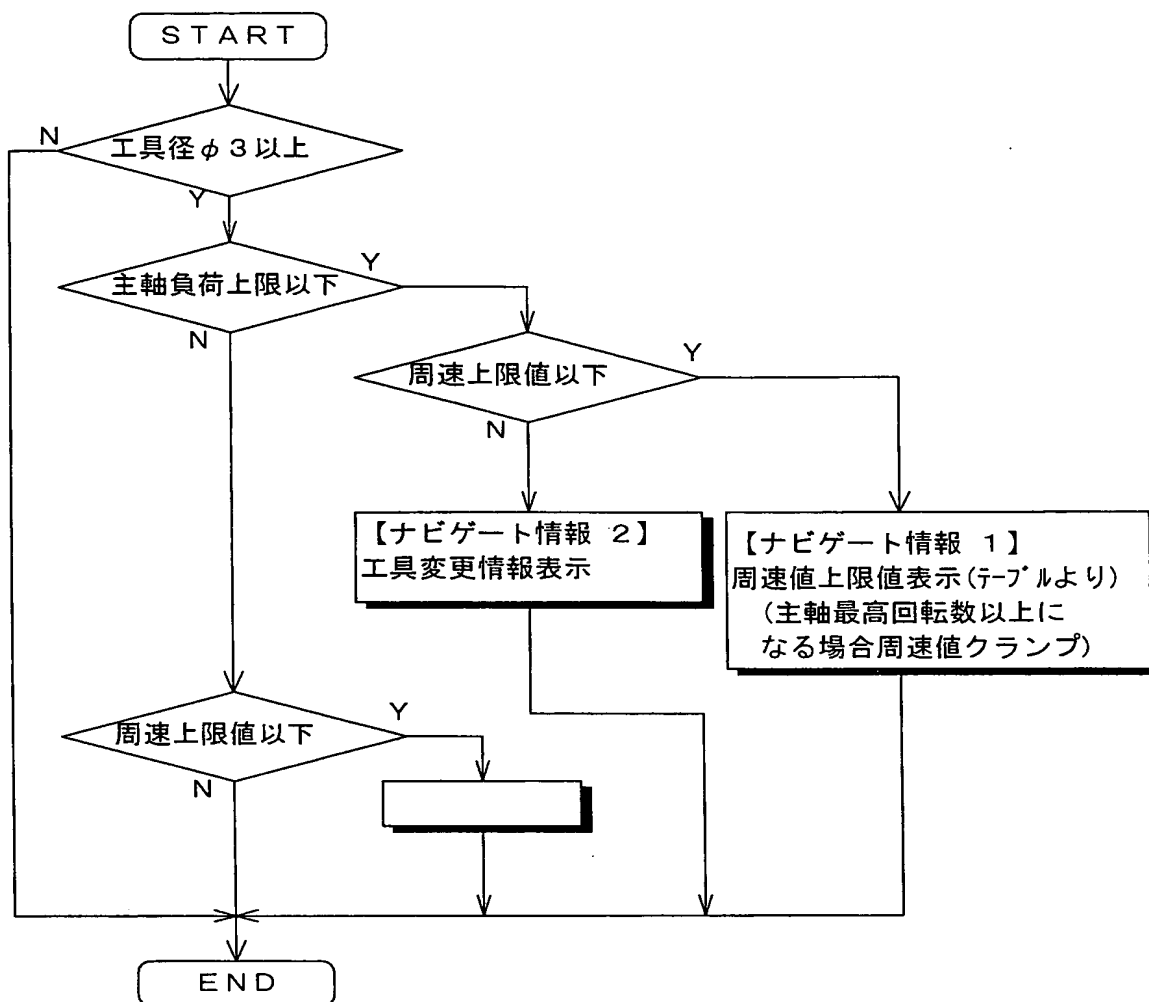 START
N
工具径φ3以上
Y
主軸負荷上限以下
Y
N
周速上限値以下
Y
N
【ナビゲート情報 2】
工具変更情報表示
【ナビゲート情報 1】
周速値上限値表示(テーブルより)
(主軸最高回転数以上に
なる場合周速値クランプ)
周速上限値以下
Y
N
END